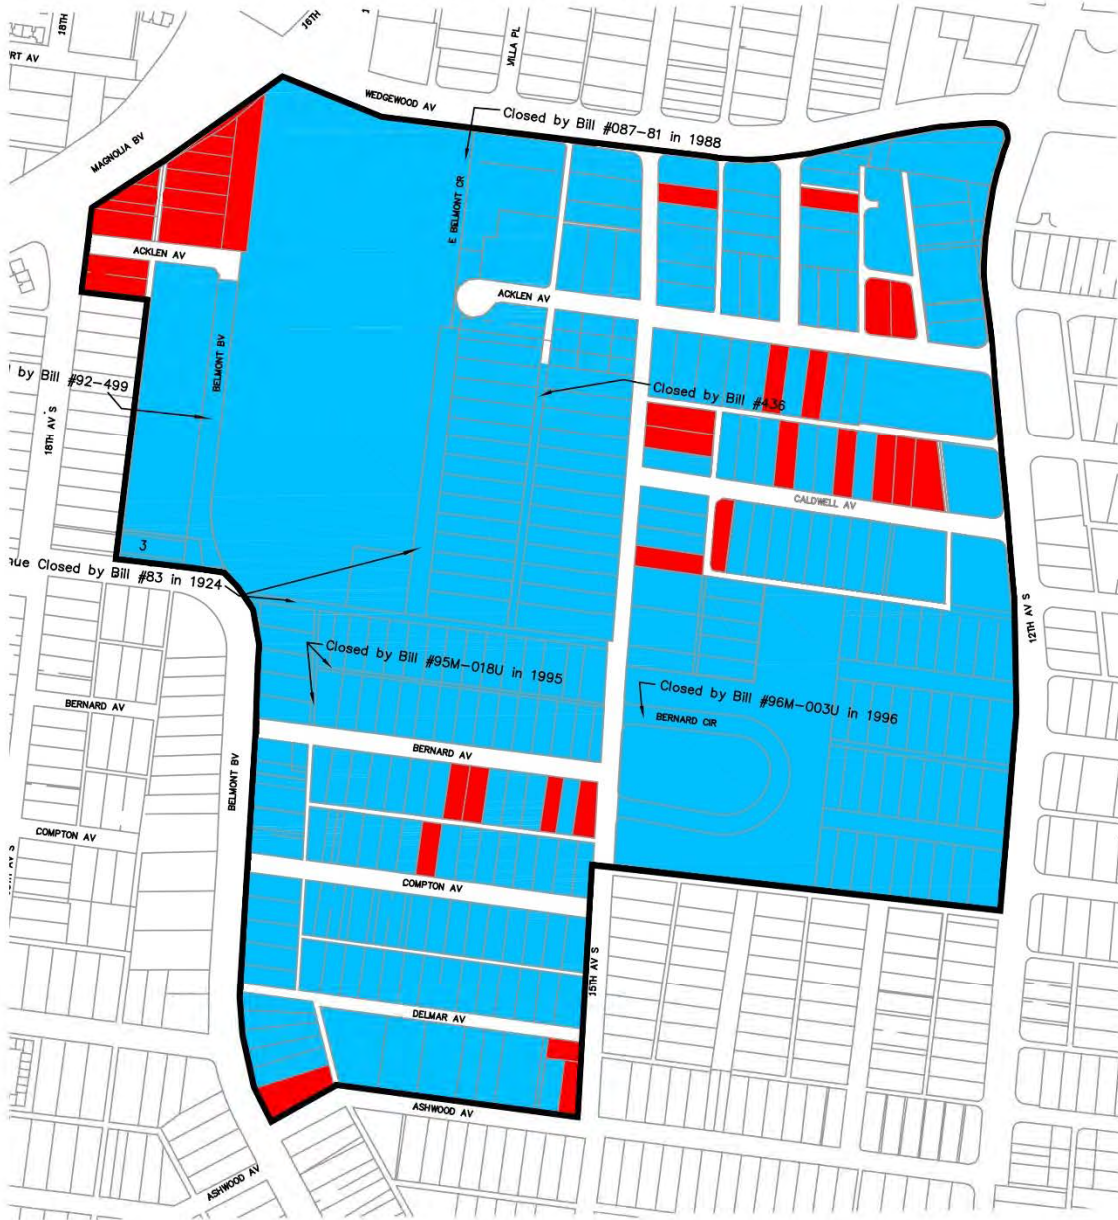 18TH
16TH
VILLA PL
RT AV
WEDGEWOOD AV
Closed by Bill #087-81 in 1988
MAGNOLIA BV
E BELMONT CR
ACKLEN AV
ACKLEN AV
BELMONT BV
by Bill #92-499
Closed by Bill #436
18TH AV S
CALDWELL AV
3
ue Closed by Bill #83 in 1924
12TH AV S
Closed by Bill #95M-018U in 1995
Closed by Bill #96M-003U in 1996
BERNARD AV
BERNARD CIR
BERNARD AV
BELMONT BV
COMPTON AV
AV S
COMPTON AV
15TH AV S
DELMAR AV
ASHWOOD AV
ASHWOOD AV